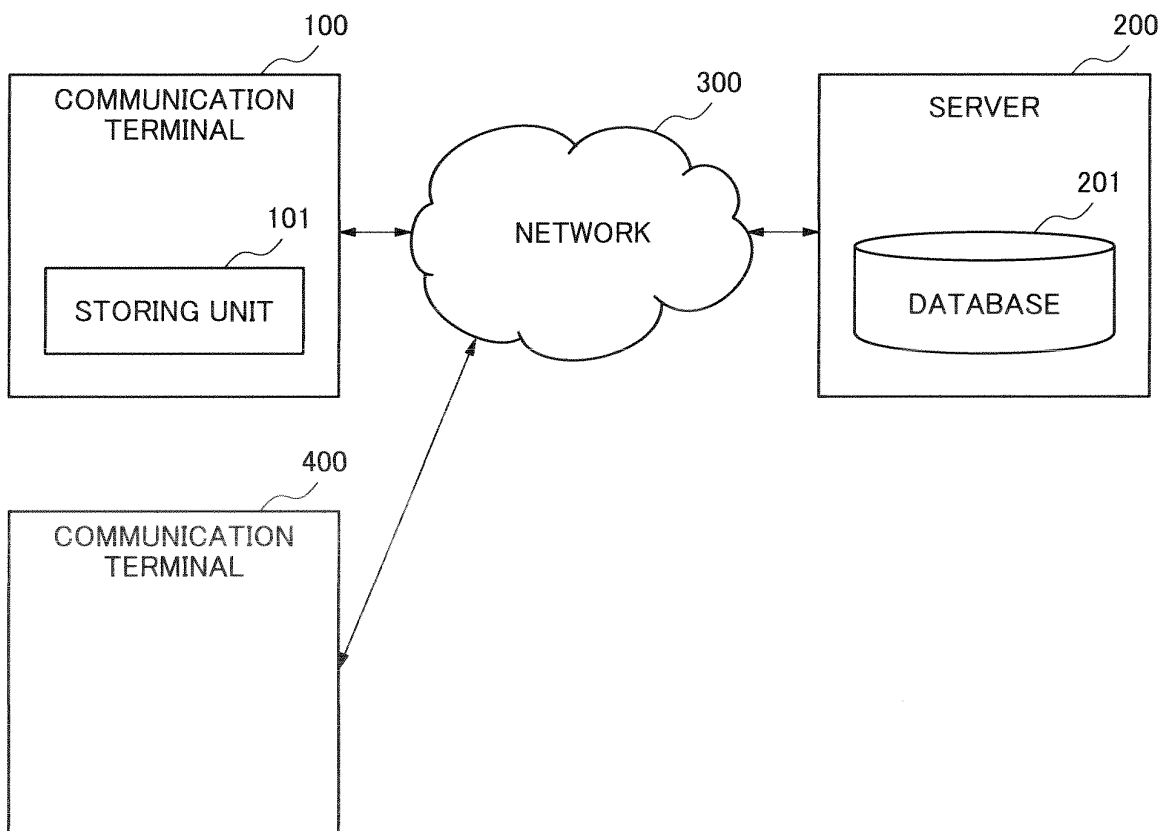 100
COMMUNICATION
TERMINAL
101
STORING UNIT
300
NETWORK
200
SERVER
201
DATABASE
400
COMMUNICATION
TERMINAL